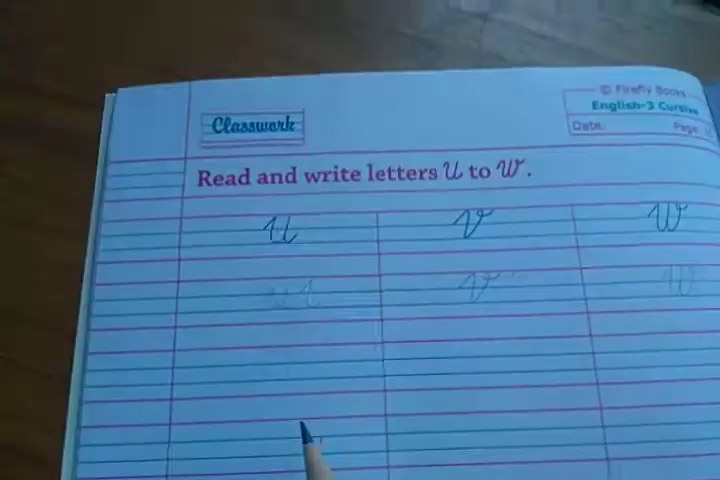 © Firefly Books
English-3 Cursive
Classwork
Date: Page:
Read and write letters U to W.
U V W
U V W